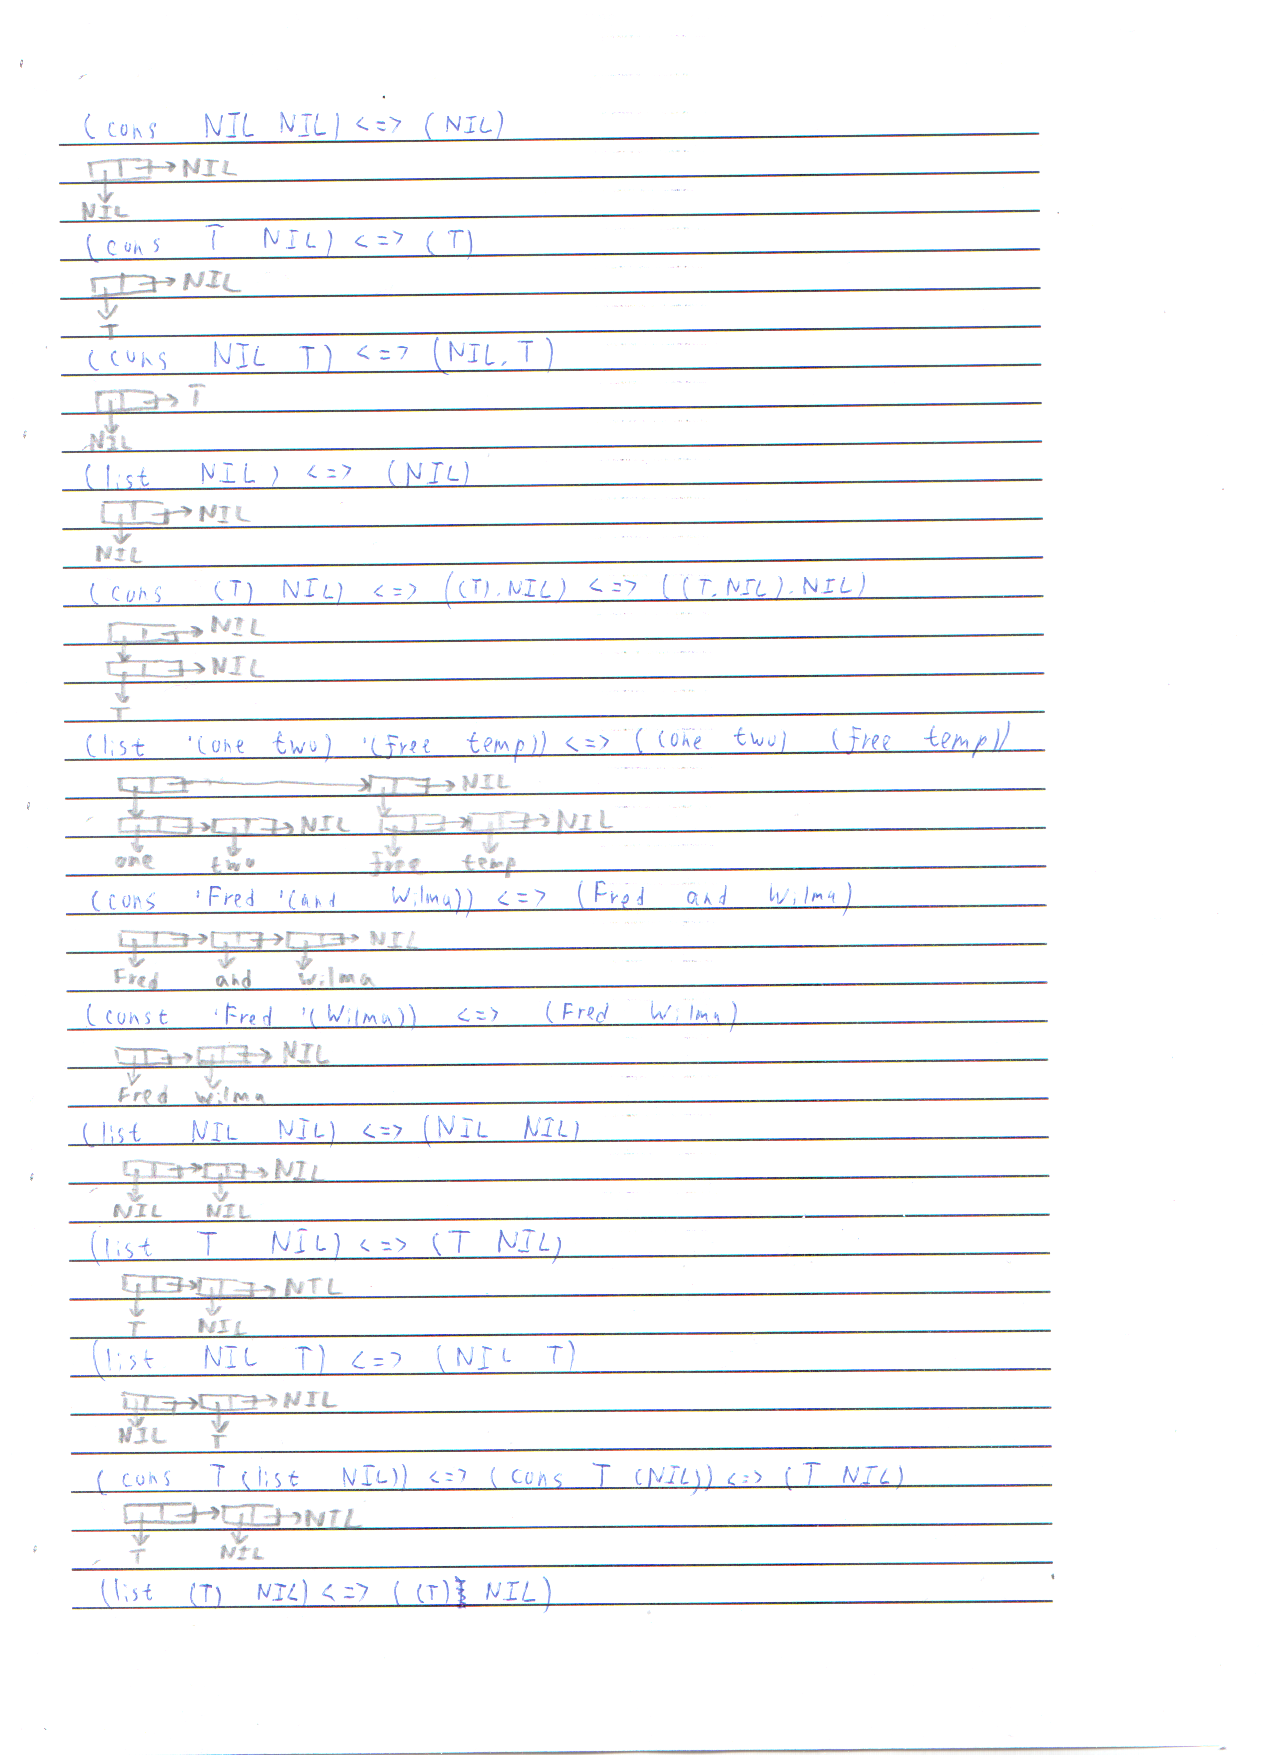 (cons NIL NIL) <=> (NIL)
→ NIL
NIL
(cons T NIL) <=> (T)
→ NIL
T
(cons NIL T) <=> (NIL.T)
→ T
NIL
(list NIL) <=> (NIL)
→ NIL
NIL
(cons (T) NIL) <=> ((T).NIL) <=> ((T.NIL).NIL)
→ NIL
→ NIL
T
(list '(one two) '(free temp)) <=> ((one two) (free temp))
→ → NIL
→ → NIL → → NIL
one two free temp
(cons 'Fred '(and Wilma)) <=> (Fred and Wilma)
→ → → NIL
Fred and Wilma
(const 'Fred '(Wilma)) <=> (Fred Wilma)
→ → NIL
Fred Wilma
(list NIL NIL) <=> (NIL NIL)
→ → NIL
NIL NIL
(list T NIL) <=> (T NIL)
→ → NIL
T NIL
(list NIL T) <=> (NIL T)
→ → NIL
NIL T
(cons T (list NIL)) <=> (cons T (NIL)) <=> (T NIL)
→ → NIL
T NIL
(list (T) NIL) <=> ((T) NIL)